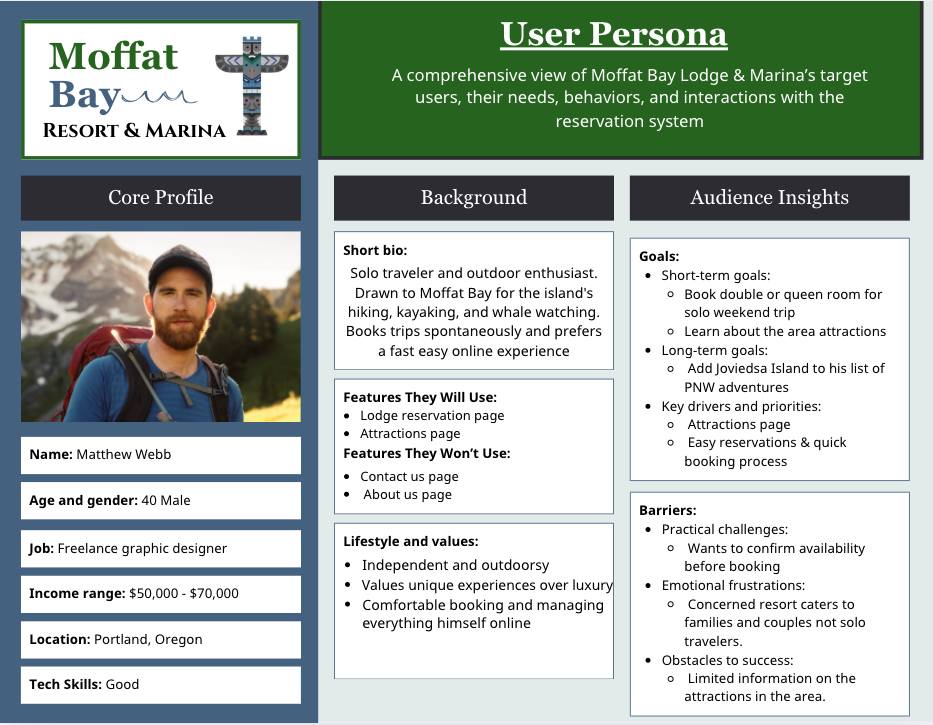 Moffat
Bay
RESORT & MARINA
User Persona
A comprehensive view of Moffat Bay Lodge & Marina’s target
users, their needs, behaviors, and interactions with the
reservation system
Core Profile
Name: Matthew Webb
Age and gender: 40 Male
Job: Freelance graphic designer
Income range: $50,000 - $70,000
Location: Portland, Oregon
Tech Skills: Good
Background
Short bio:
Solo traveler and outdoor enthusiast.
Drawn to Moffat Bay for the island's
hiking, kayaking, and whale watching.
Books trips spontaneously and prefers
a fast easy online experience
Features They Will Use:
• Lodge reservation page
• Attractions page
Features They Won’t Use:
• Contact us page
• About us page
Lifestyle and values:
• Independent and outdoorsy
• Values unique experiences over luxury
• Comfortable booking and managing
everything himself online
Audience Insights
Goals:
• Short-term goals:
○ Book double or queen room for
solo weekend trip
○ Learn about the area attractions
• Long-term goals:
○ Add Joviedsa Island to his list of
PNW adventures
• Key drivers and priorities:
○ Attractions page
○ Easy reservations & quick
booking process
Barriers:
• Practical challenges:
○ Wants to confirm availability
before booking
• Emotional frustrations:
○ Concerned resort caters to
families and couples not solo
travelers.
• Obstacles to success:
○ Limited information on the
attractions in the area.